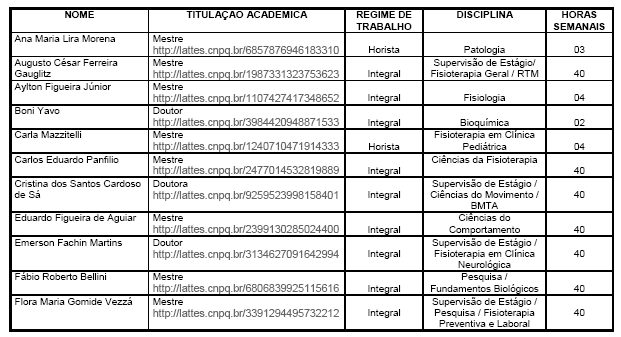 NOME TITULAÇÃO ACADEMICA REGIME DE TRABALHO DISCIPLINA HORAS SEMANAIS
Ana Maria Lira Morena Mestre
http://lattes.cnpq.br/6857876946183310 Horista Patologia 03
Augusto César Ferreira Gauglitz Mestre
http://lattes.cnpq.br/1987331323753623 Integral Supervisão de Estágio/ Fisioterapia Geral / RTM 40
Aylton Figueira Júnior Mestre
http://lattes.cnpq.br/1107427417348652 Integral Fisiologia 04
Boni Yavo Doutor
http://lattes.cnpq.br/3984420948871533 Integral Bioquímica 02
Carla Mazzitelli Mestre
http://lattes.cnpq.br/1240710471914333 Horista Fisioterapia em Clínica Pediátrica 04
Carlos Eduardo Panfilio Mestre
http://lattes.cnpq.br/2477014532819889 Integral Ciências da Fisioterapia 40
Cristina dos Santos Cardoso de Sá Doutora
http://lattes.cnpq.br/9259523998158401 Integral Supervisão de Estágio / Ciências do Movimento / BMTA 40
Eduardo Figueira de Aguiar Mestre
http://lattes.cnpq.br/2399130285024400 Integral Ciências do Comportamento 40
Emerson Fachin Martins Doutor
http://lattes.cnpq.br/3134627091642994 Integral Supervisão de Estágio / Fisioterapia em Clínica Neurológica 40
Fábio Roberto Bellini Mestre
http://lattes.cnpq.br/6806839925115616 Integral Pesquisa / Fundamentos Biológicos 40
Flora Maria Gomide Vezzá Mestre
http://lattes.cnpq.br/3391294495732212 Integral Supervisão de Estágio / Pesquisa / Fisioterapia Preventiva e Laboral 40